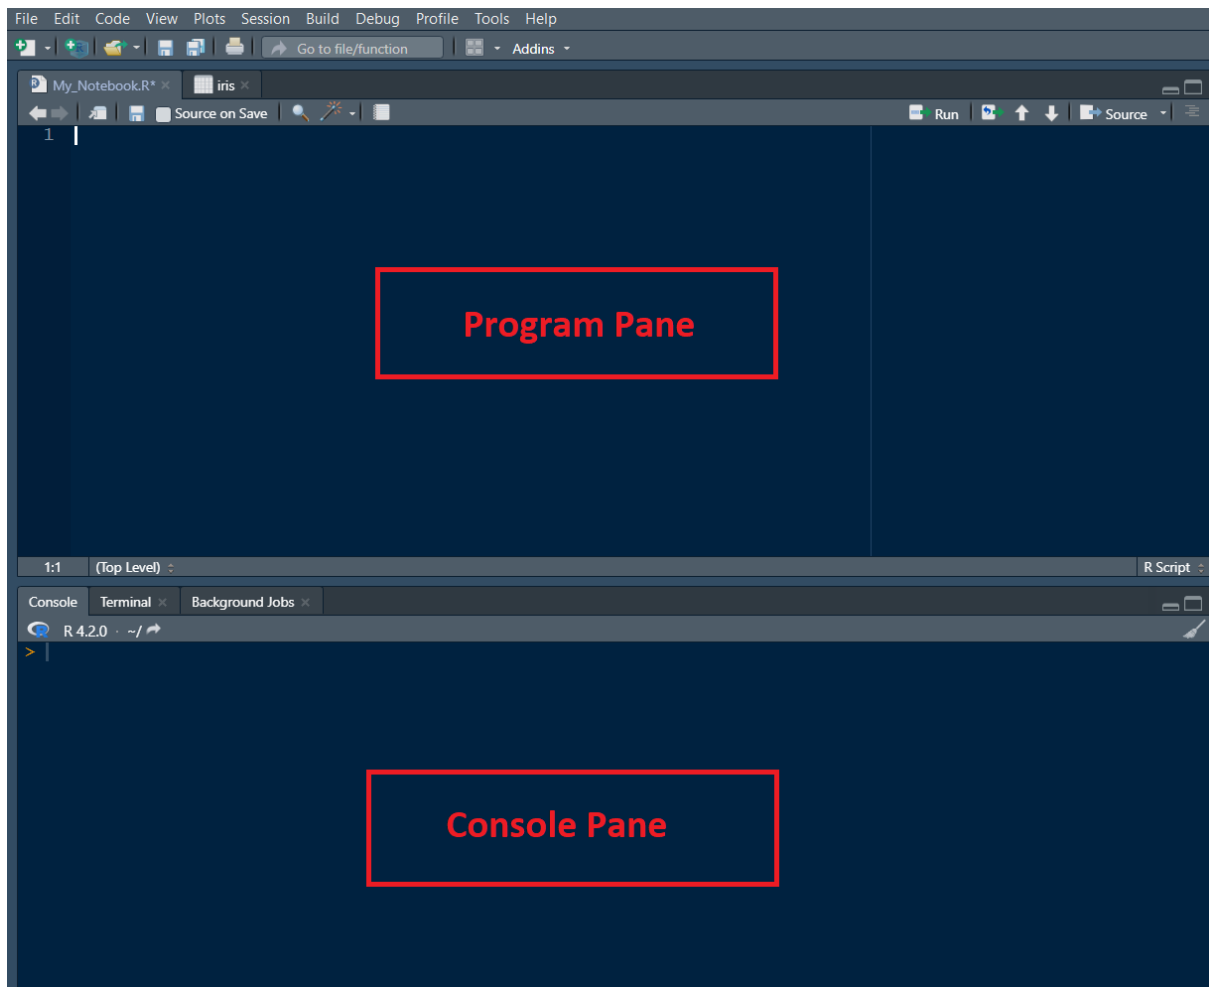 File Edit Code View Plots Session Build Debug Profile Tools Help
Go to file/function Addins
My_Notebook.R* × iris ×
Source on Save Run Source
1
Program Pane
1:1 (Top Level) R Script
Console Terminal × Background Jobs ×
R 4.2.0 · ~/
>
Console Pane